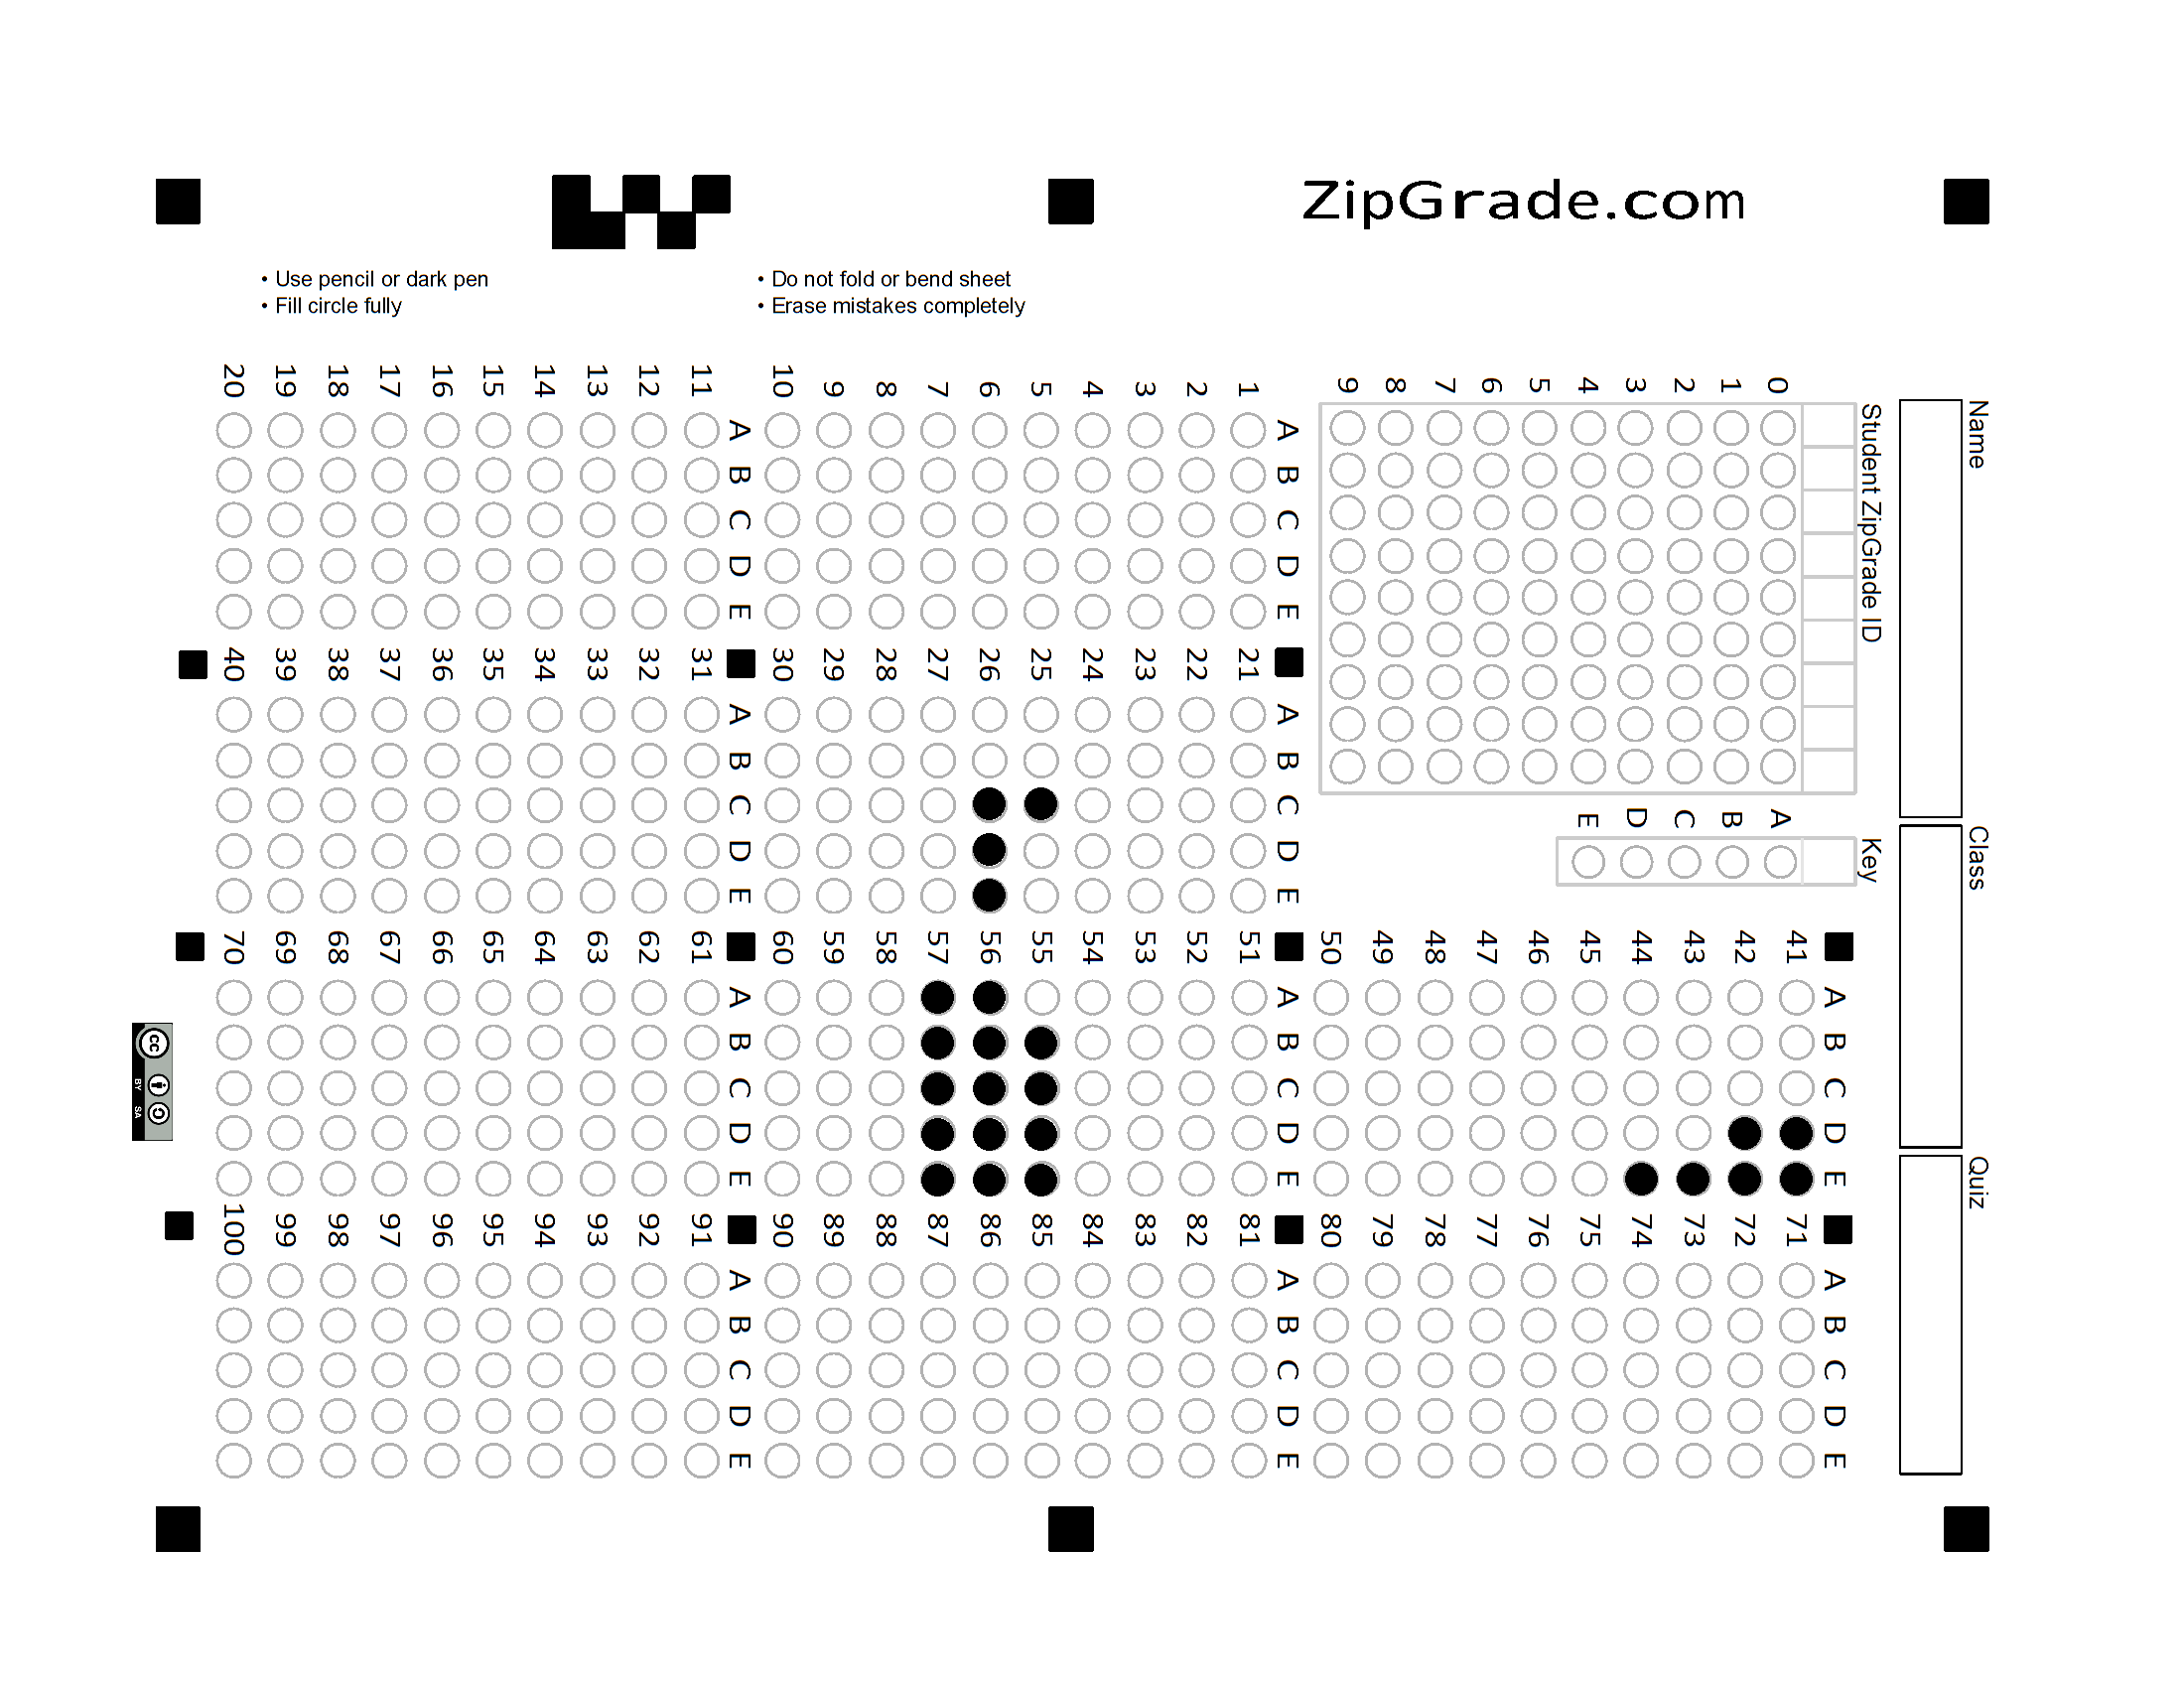 ZipGrade.com
• Use pencil or dark pen
• Fill circle fully
• Do not fold or bend sheet
• Erase mistakes completely
Name
Class
Quiz
Student ZipGrade ID
0 1 2 3 4 5 6 7 8 9
Key
A B C D E
A B C D E
1 2 3 4 5 6 7 8 9 10
A B C D E
11 12 13 14 15 16 17 18 19 20
A B C D E
21 22 23 24 25 26 27 28 29 30
A B C D E
31 32 33 34 35 36 37 38 39 40
A B C D E
41 42 43 44 45 46 47 48 49 50
A B C D E
51 52 53 54 55 56 57 58 59 60
A B C D E
61 62 63 64 65 66 67 68 69 70
A B C D E
71 72 73 74 75 76 77 78 79 80
A B C D E
81 82 83 84 85 86 87 88 89 90
A B C D E
91 92 93 94 95 96 97 98 99 100
cc BY SA